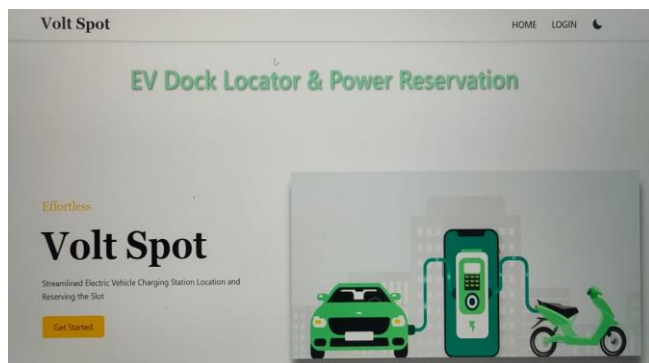 Volt Spot
HOME LOGIN
EV Dock Locator & Power Reservation
Effortless
Volt Spot
Streamlined Electric Vehicle Charging Station Location and
Reserving the Slot
Get Started